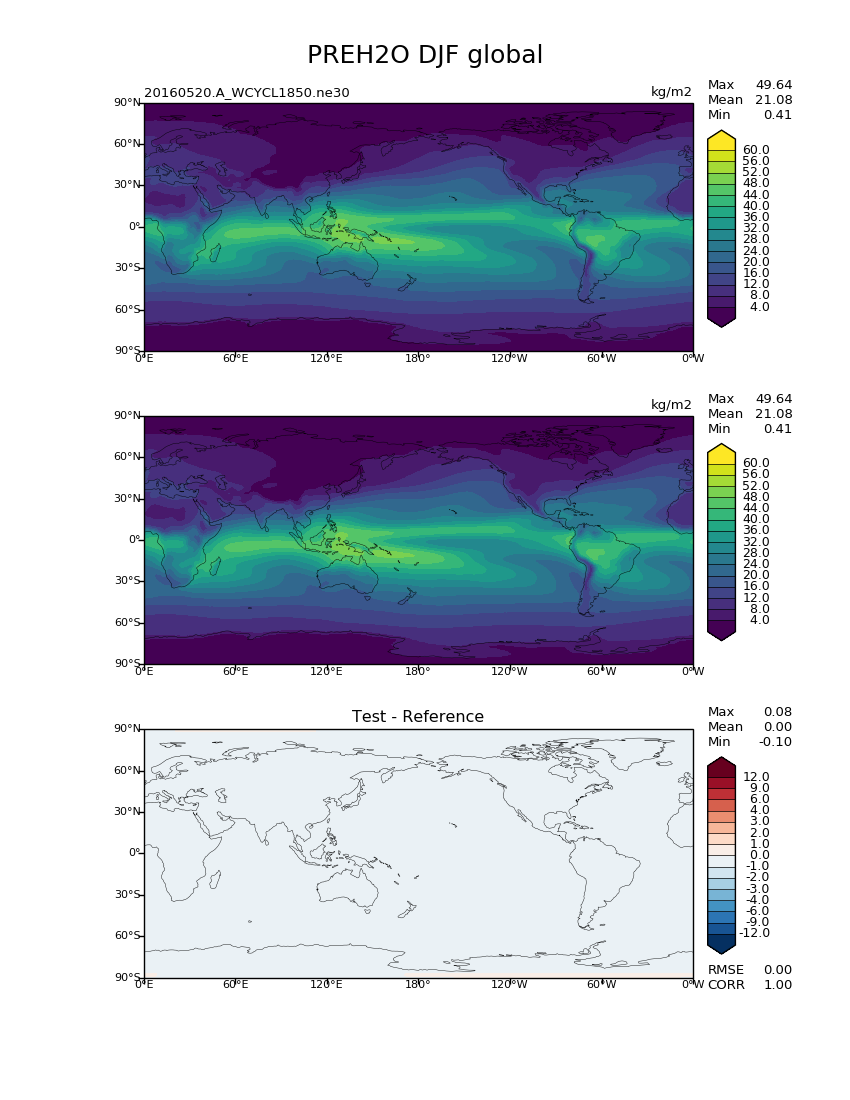 PREH2O DJF global
20160520.A_WCYCL1850.ne30
kg/m2
Max 49.64
Mean 21.08
Min 0.41
90°N
60°N
30°N
0°
30°S
60°S
90°S
0°E 60°E 120°E 180° 120°W 60°W 0°W
60.0
56.0
52.0
48.0
44.0
40.0
36.0
32.0
28.0
24.0
20.0
16.0
12.0
8.0
4.0
kg/m2
Max 49.64
Mean 21.08
Min 0.41
90°N
60°N
30°N
0°
30°S
60°S
90°S
0°E 60°E 120°E 180° 120°W 60°W 0°W
60.0
56.0
52.0
48.0
44.0
40.0
36.0
32.0
28.0
24.0
20.0
16.0
12.0
8.0
4.0
Test - Reference
Max 0.08
Mean 0.00
Min -0.10
90°N
60°N
30°N
0°
30°S
60°S
90°S
0°E 60°E 120°E 180° 120°W 60°W 0°W
12.0
9.0
6.0
4.0
3.0
2.0
1.0
0.0
-1.0
-2.0
-3.0
-4.0
-6.0
-9.0
-12.0
RMSE 0.00
CORR 1.00